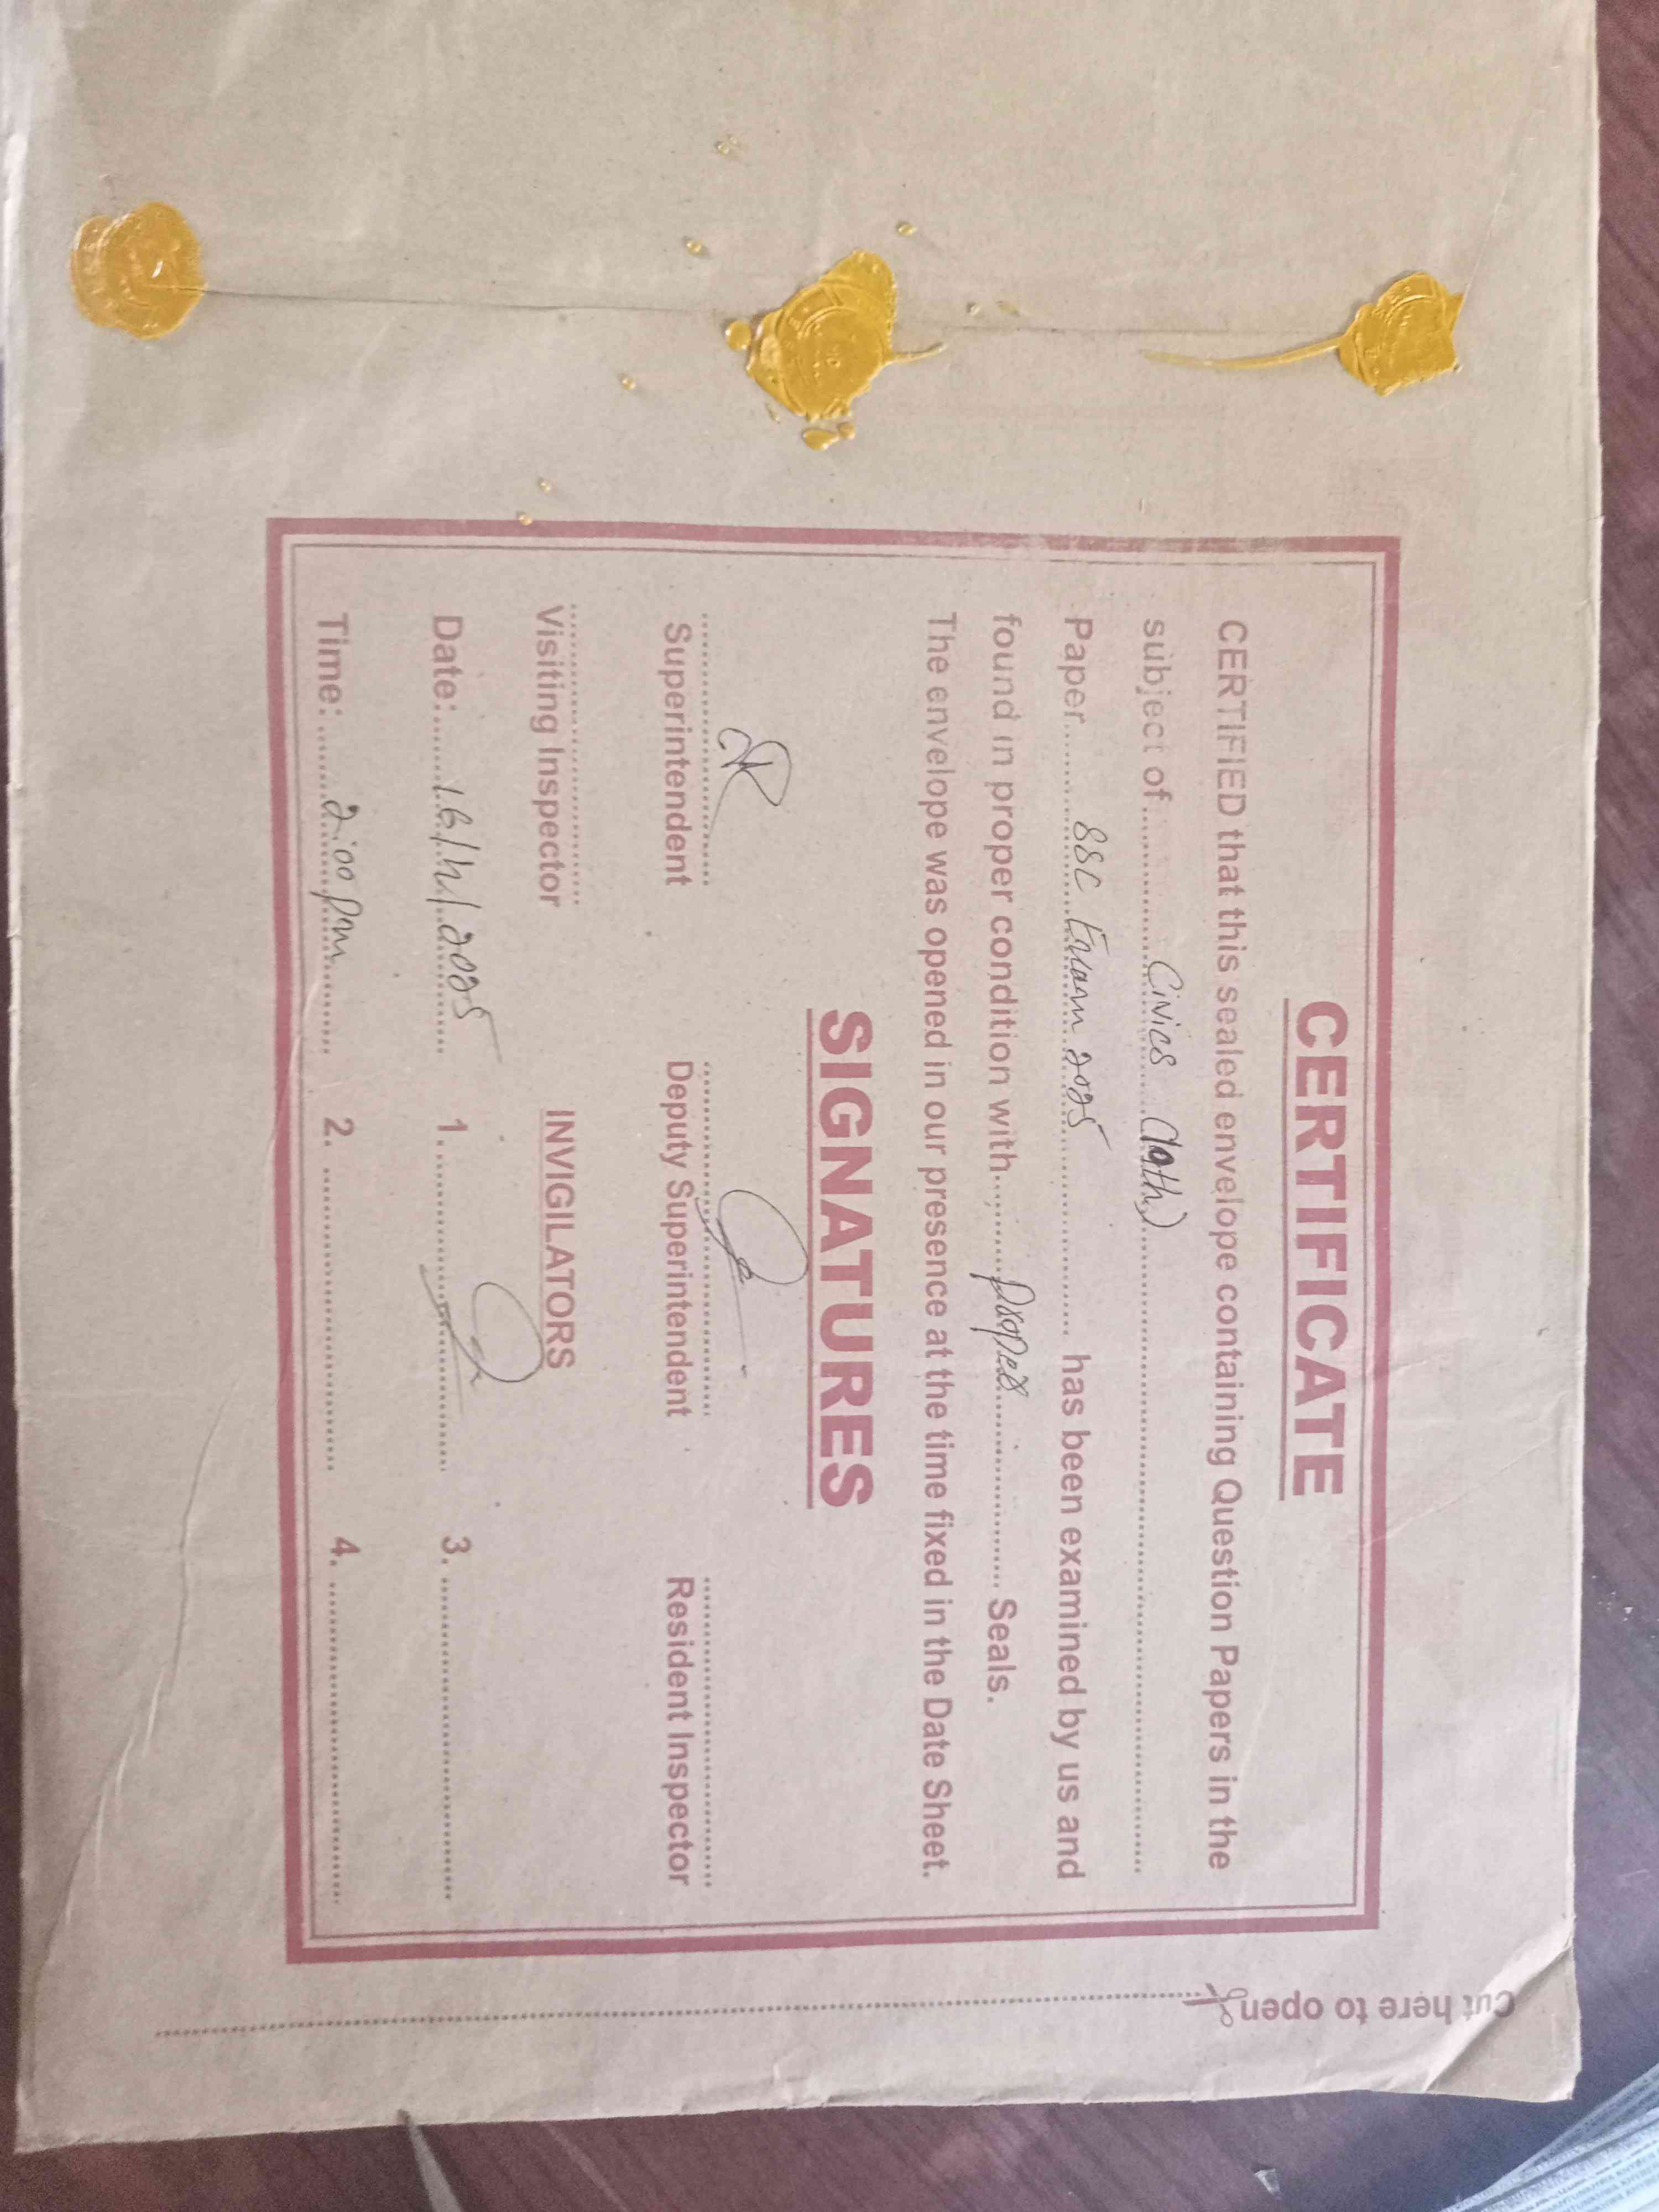 CERTIFICATE
CERTIFIED that this sealed envelope containing Question Papers in the
subject of.............Civics (10th)..........................
Paper..........SSC Exam 2025.................. has been examined by us and
found in proper condition with........proper.................. Seals.
The envelope was opened in our presence at the time fixed in the Date Sheet.
SIGNATURES
Superintendent Deputy Superintendent Resident Inspector
Visiting Inspector INVIGILATORS
Date:......16/4/2025...... 1. .......................... 3. ..........................
Time:........2:00 pm........ 2. .......................... 4. ..........................
Cut here to open